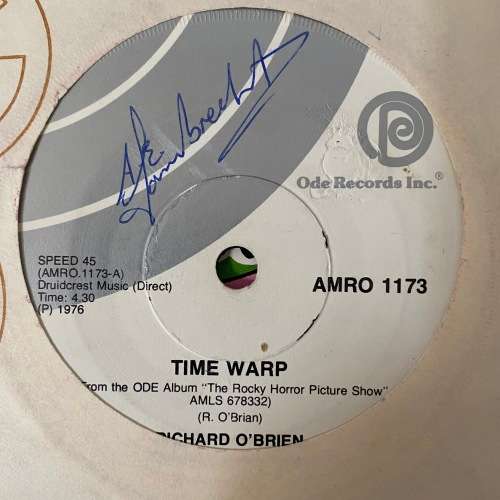 Ode Records Inc.®
SPEED 45
(AMRO.1173-A)
Druidcrest Music (Direct)
Time: 4.30
(P) 1976
AMRO 1173
TIME WARP
From the ODE Album "The Rocky Horror Picture Show"
AMLS 678332)
(R. O'Brian)
RICHARD O'BRIEN